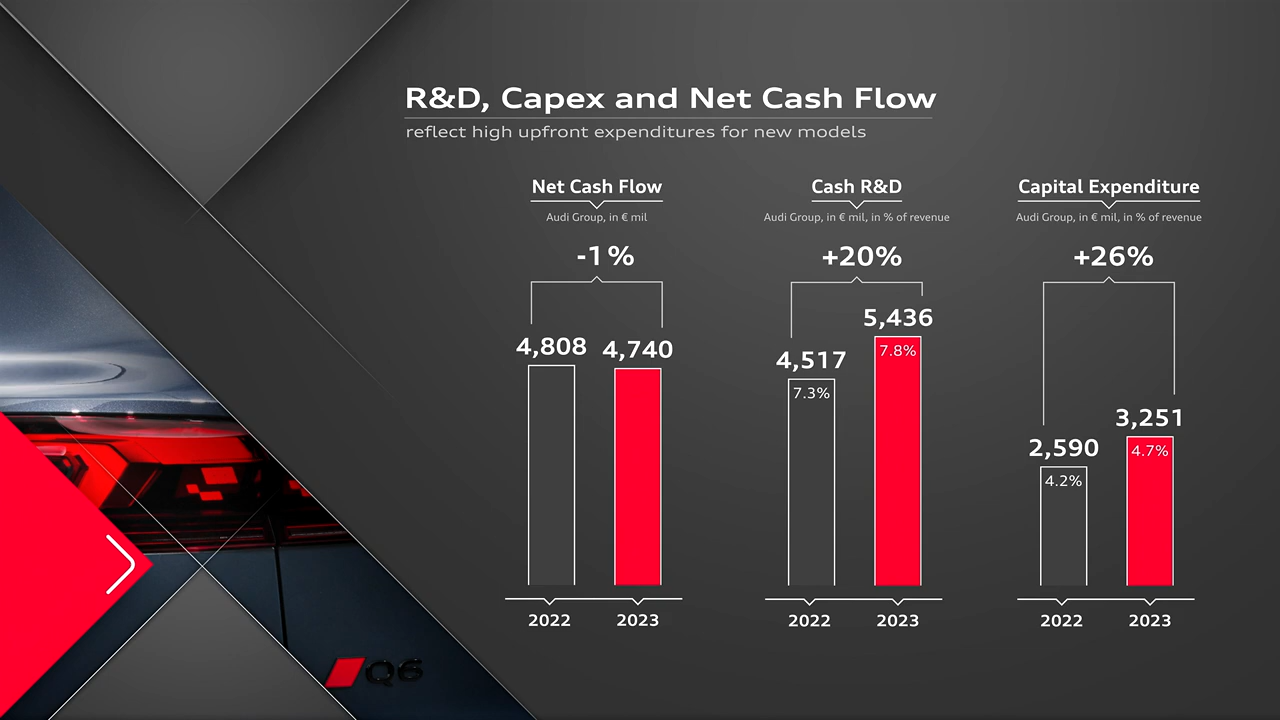 R&D, Capex and Net Cash Flow
reflect high upfront expenditures for new models
Net Cash Flow
Audi Group, in € mil
-1%
4,808
4,740
2022
2023
Cash R&D
Audi Group, in € mil, in % of revenue
+20%
4,517
7.3%
5,436
7.8%
2022
2023
Capital Expenditure
Audi Group, in € mil, in % of revenue
+26%
2,590
4.2%
3,251
4.7%
2022
2023
Q6